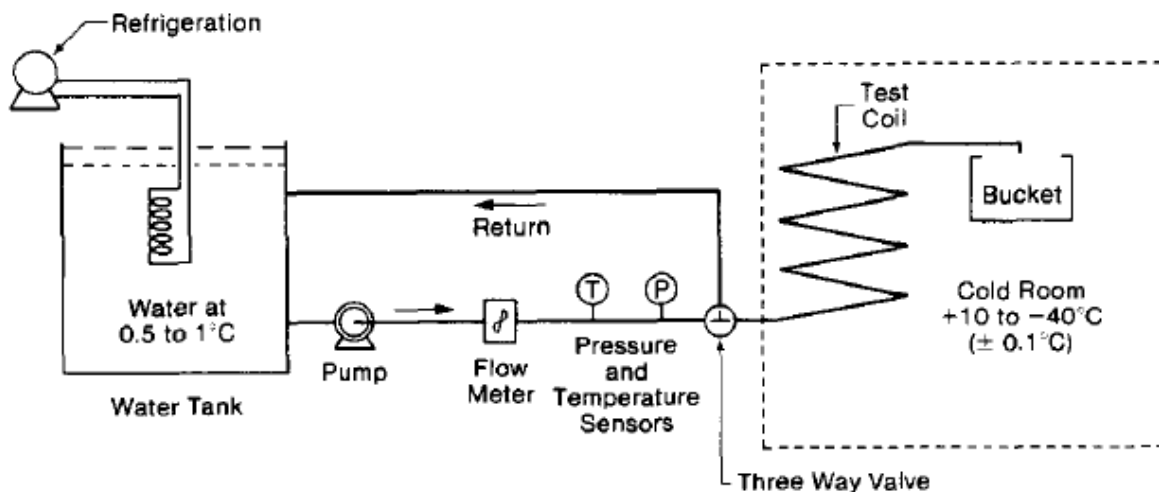 Refrigeration
Water at
0.5 to 1°C
Water Tank
Return
Pump
Flow
Meter
T
P
Pressure
and
Temperature
Sensors
Three Way Valve
Test
Coil
Bucket
Cold Room
+10 to −40°C
(± 0.1°C)